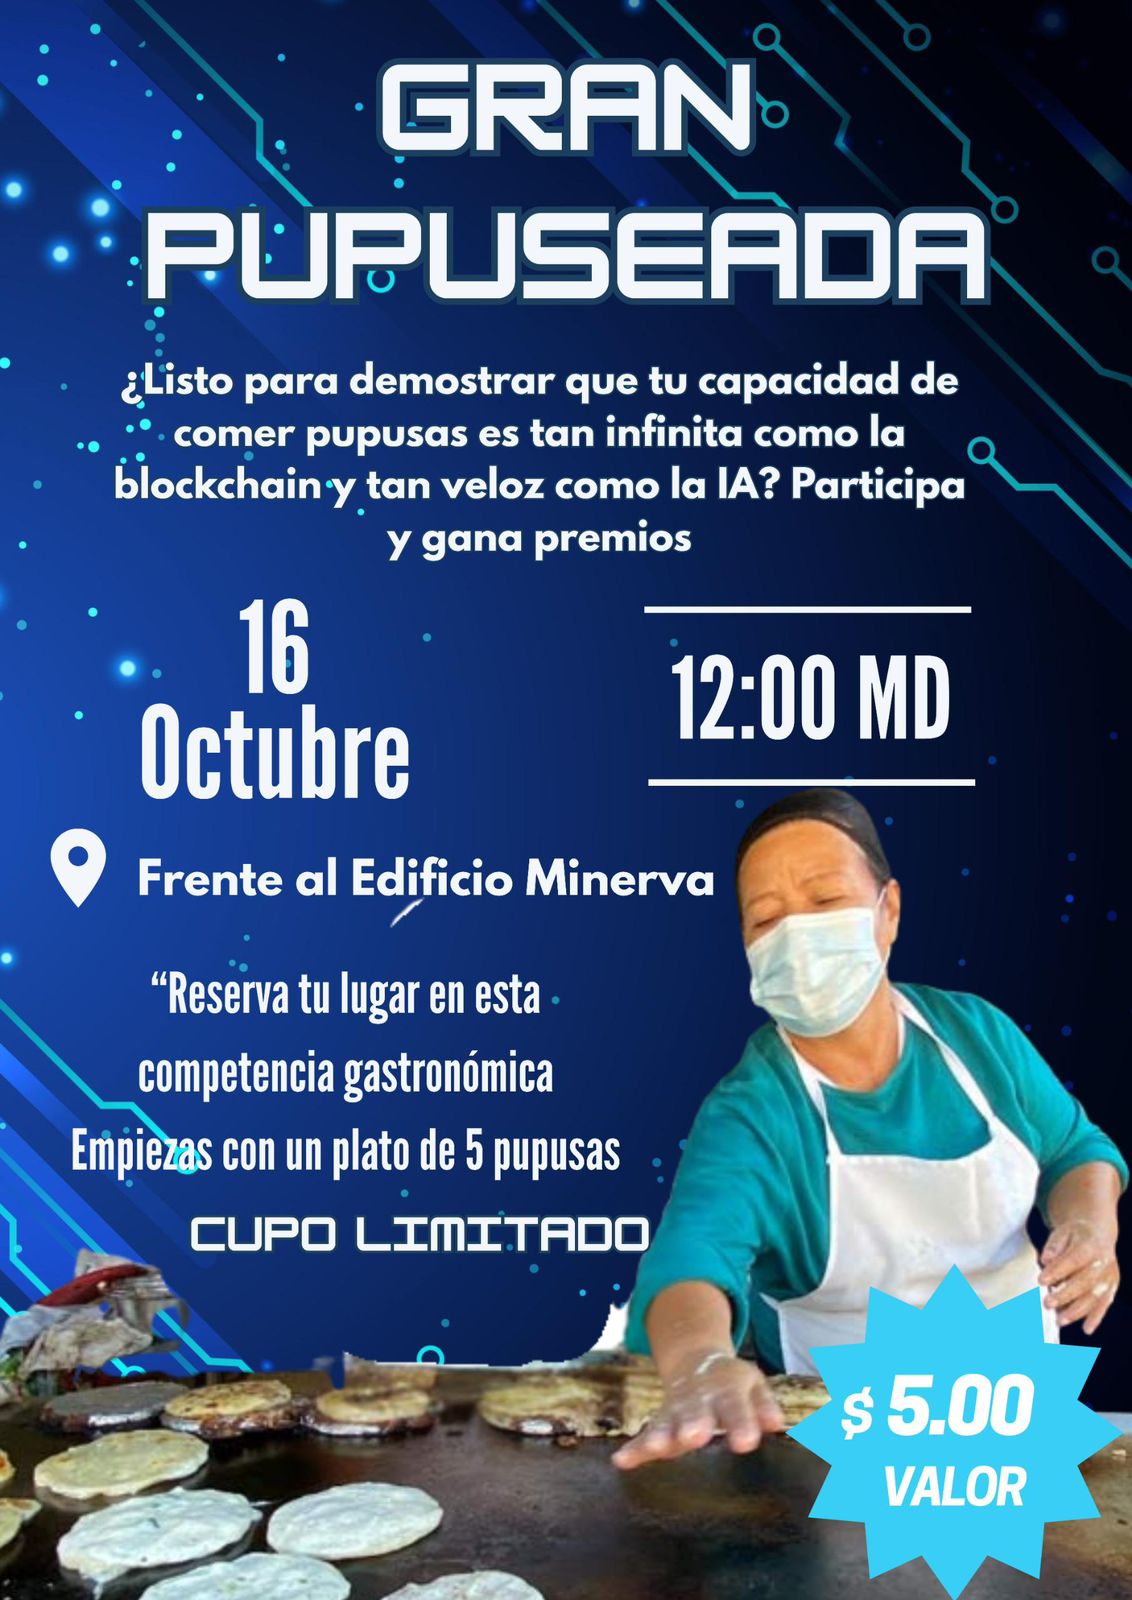 GRAN
PUPUSEADA
¿Listo para demostrar que tu capacidad de
comer pupusas es tan infinita como la
blockchain y tan veloz como la IA? Participa
y gana premios
16
Octubre
12:00 MD
Frente al Edificio Minerva
“Reserva tu lugar en esta
competencia gastronómica
Empiezas con un plato de 5 pupusas
CUPO LIMITADO
$ 5.00
VALOR